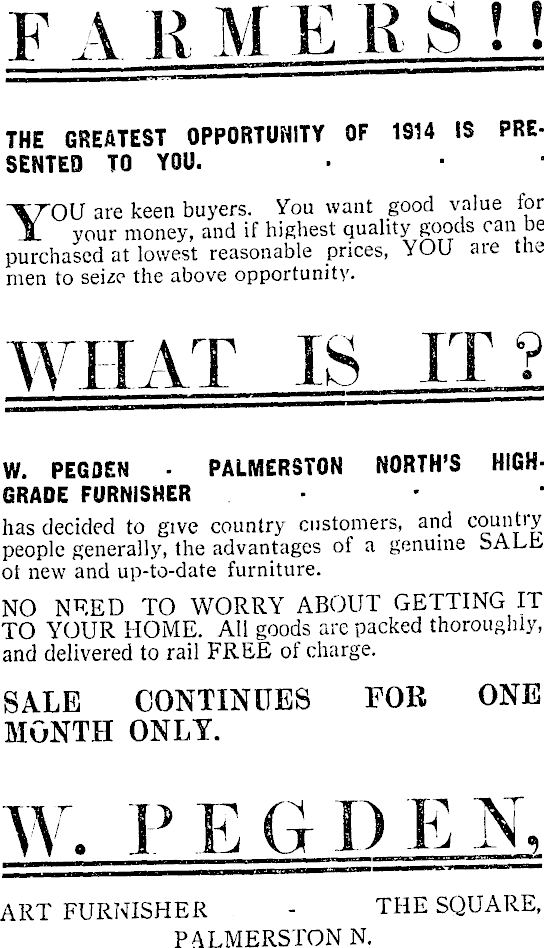 FARMERS!!
THE GREATEST OPPORTUNITY OF 1914 IS PRE-
SENTED TO YOU. . . .
YOU are keen buyers. You want good value for
your money, and if highest quality goods can be
purchased at lowest reasonable prices, YOU are the
men to seize the above opportunity.
WHAT IS IT?
W. PEGDEN - PALMERSTON NORTH'S HIGH-
GRADE FURNISHER . . .
has decided to give country customers, and country
people generally, the advantages of a genuine SALE
of new and up-to-date furniture.
NO NEED TO WORRY ABOUT GETTING IT
TO YOUR HOME. All goods are packed thoroughly,
and delivered to rail FREE of charge.
SALE CONTINUES FOR ONE
MONTH ONLY.
W. PEGDEN,
ART FURNISHER - THE SQUARE,
PALMERSTON N.